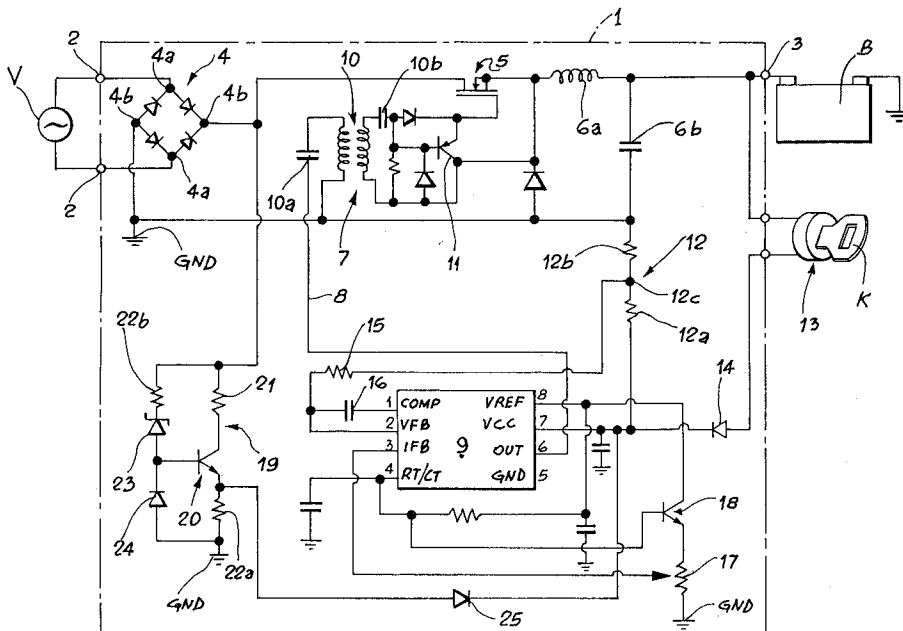 1
2
4a
4
V
4b
4b
4a
2
GND
10
10b
5
10a
7
11
6a
6b
3
B
12b
12
12c
12a
13
K
8
15
14
22b
21
16
23
19
20
24
22a
GND
1 COMP VREF 8
2 VFB VCC 7
3 IFB 9 OUT 6
4 RT/CT GND 5
18
17
GND
25